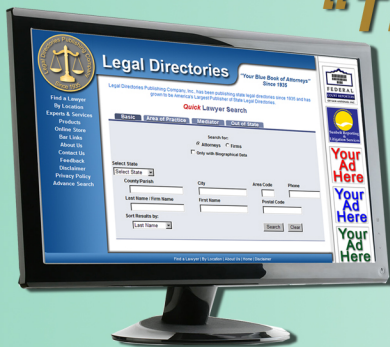 "T
Legal Directories
"Your Blue Book of Attorneys"
Since 1935
Legal Directories Publishing Company, Inc. has been publishing state legal directories since 1935 and has
grown to be America's Largest Publisher of State Legal Directories.
Quick Lawyer Search
Basic
Area of Practice
Mediator
Out of State
Search for:
Attorneys
Firms
Only with Biographical Data
Select State
Select State
County/Parish
City
Area Code
Phone
Last Name / Firm Name
First Name
Postal Code
Sort Results by:
Last Name
Search
Clear
Find a Lawyer
By Location
Experts & Services
Products
Online Store
Bar Links
About Us
Contact Us
Feedback
Disclaimer
Privacy Policy
Advance Search
FEDERAL
Your
Ad
Here
Your
Ad
Here
Your
Ad
Here
Find a Lawyer | By Location | About Us | Home | Disclaimer